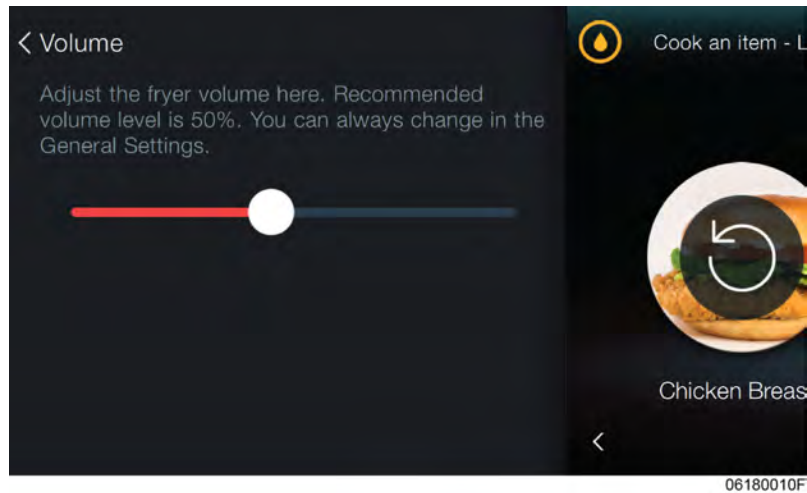 Volume
Adjust the fryer volume here. Recommended
volume level is 50%. You can always change in the
General Settings.
Cook an item - L
Chicken Breas
06180010F